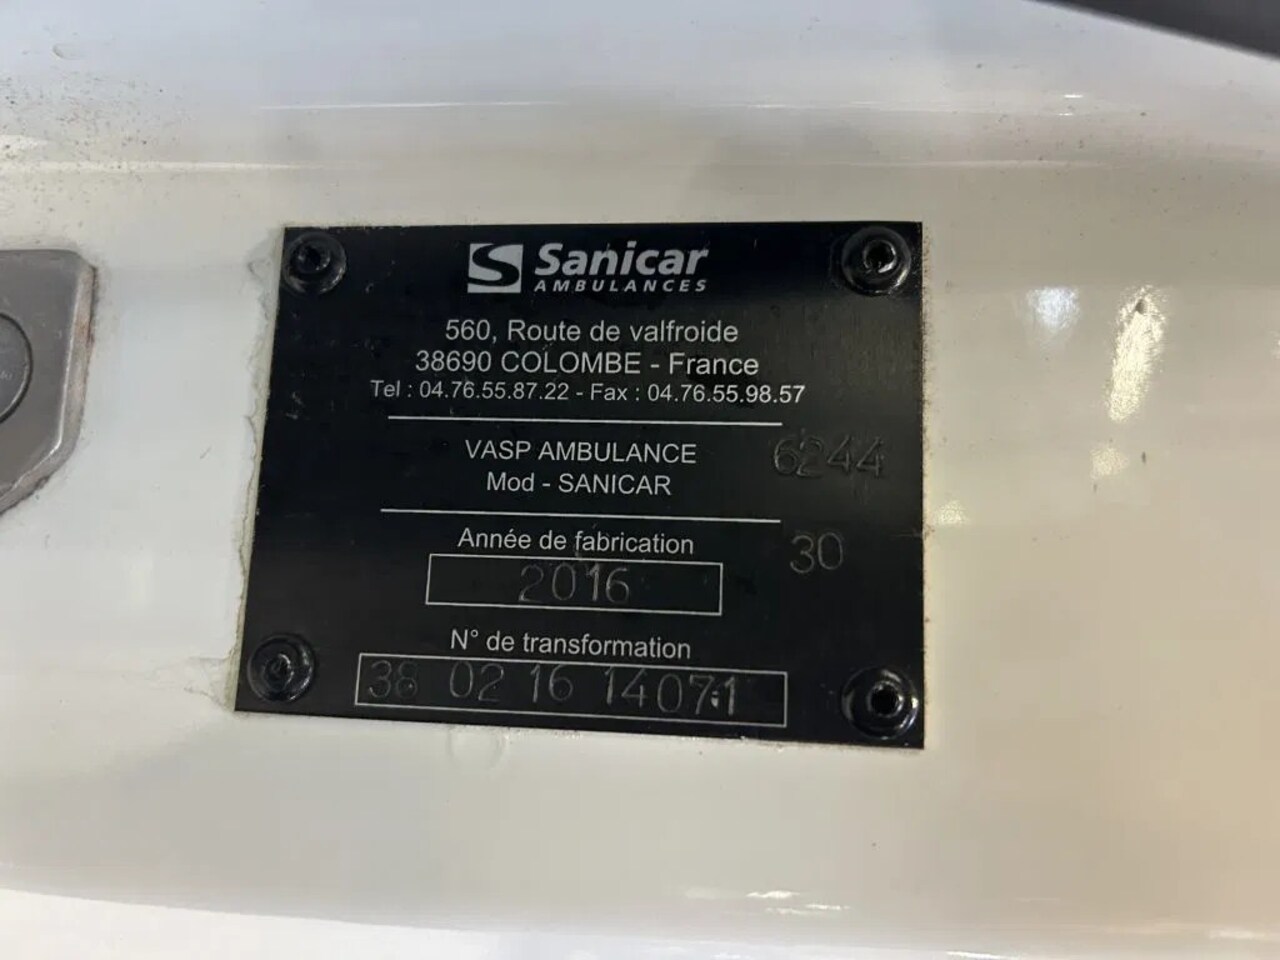 Sanicar
AMBULANCES
560, Route de valfroide
38690 COLOMBE - France
Tel : 04.76.55.87.22 - Fax : 04.76.55.98.57
VASP AMBULANCE 6244
Mod - SANICAR
Année de fabrication 30
2016
N° de transformation
38 02 16 14071